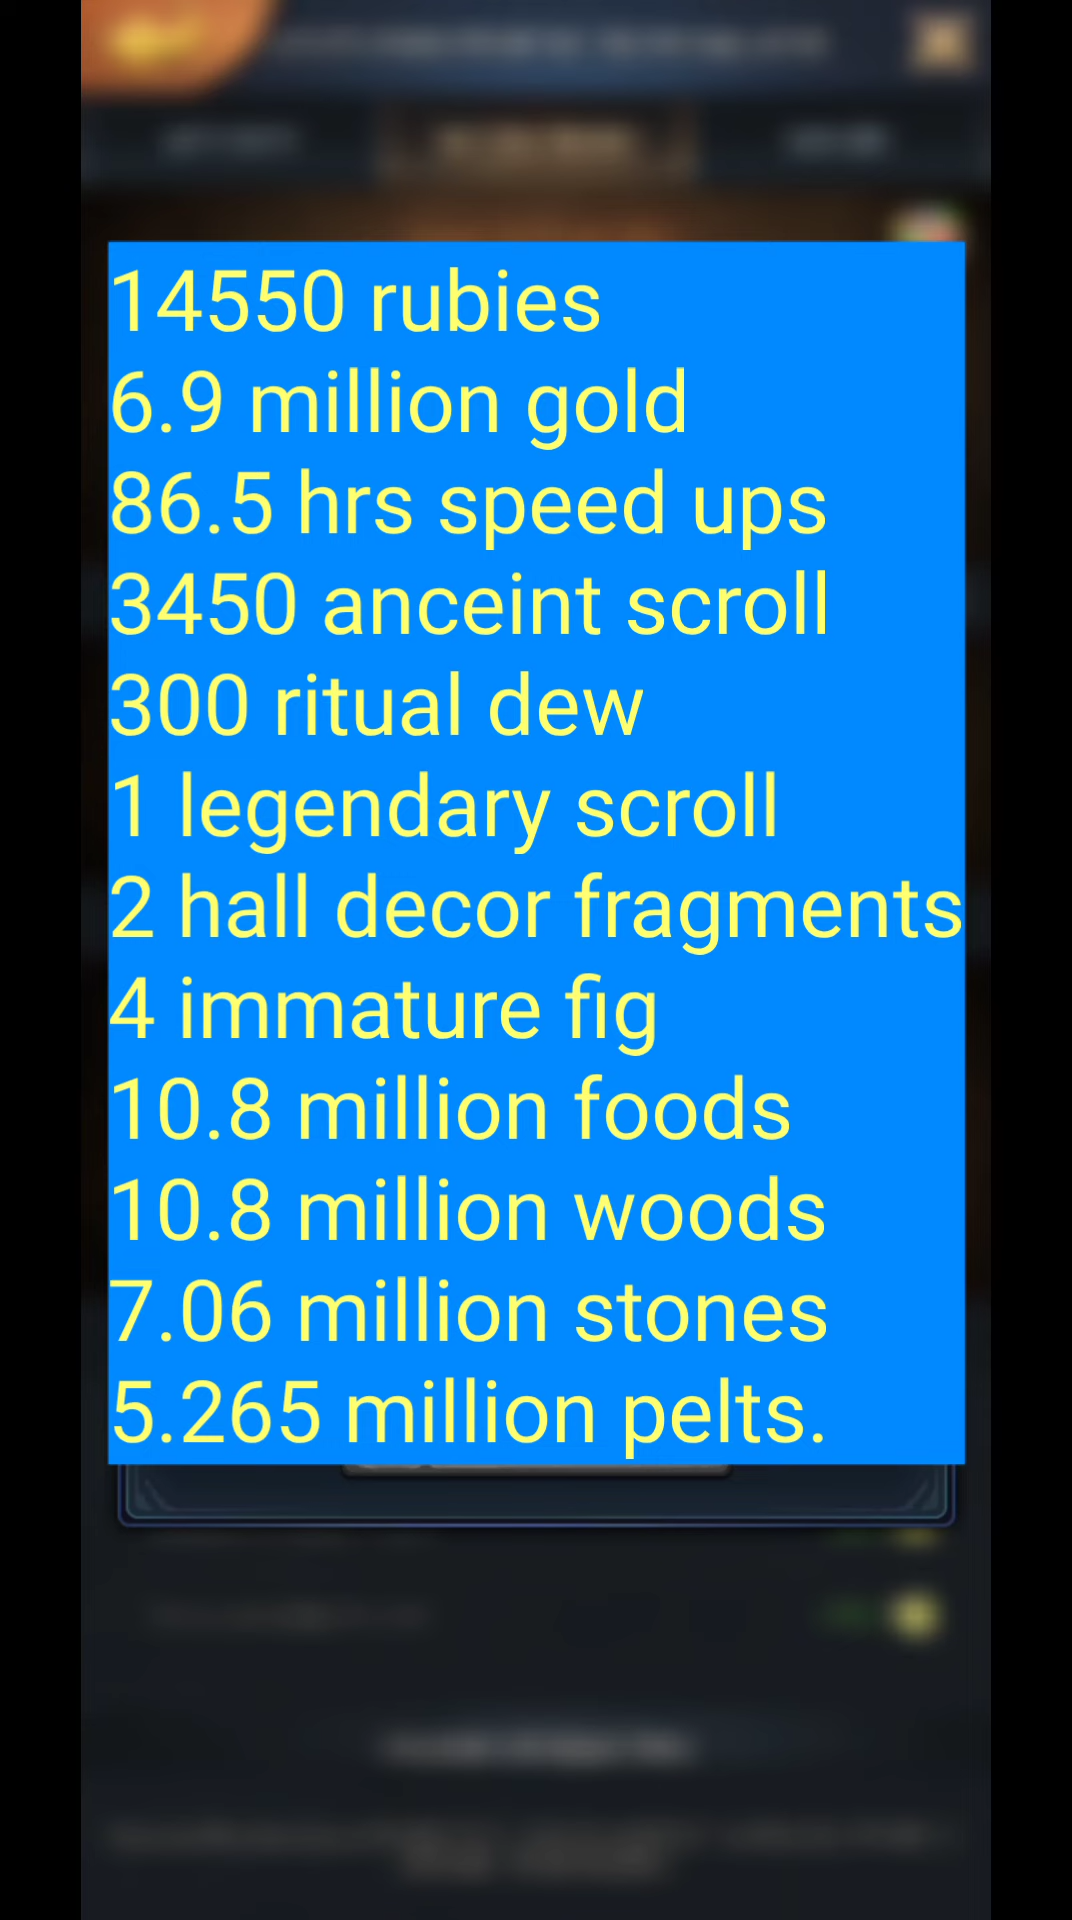 14550 rubies
6.9 million gold
86.5 hrs speed ups
3450 anceint scroll
300 ritual dew
1 legendary scroll
2 hall decor fragments
4 immature fig
10.8 million foods
10.8 million woods
7.06 million stones
5.265 million pelts.